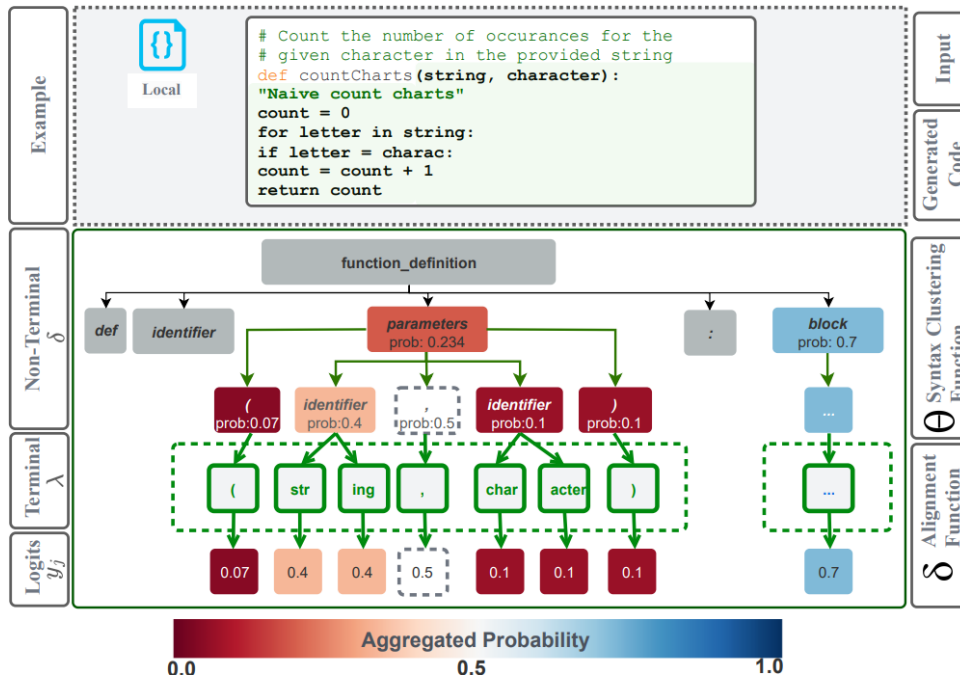 Example
Local
# Count the number of occurances for the
# given character in the provided string
def countCharts(string, character):
"Naive count charts"
count = 0
for letter in string:
if letter = charac:
count = count + 1
return count
Input
Generated
Code
Non-Terminal
δ
function_definition
def
identifier
parameters
prob: 0.234
:
block
prob: 0.7
(
prob:0.07
identifier
prob:0.4
,
prob:0.5
identifier
prob:0.1
)
prob:0.1
...
Syntax Clustering
Function
θ
Terminal
λ
(
str
ing
,
char
acter
)
...
Logits
y_j
0.07
0.4
0.4
0.5
0.1
0.1
0.1
0.7
Alignment
Function
δ
Aggregated Probability
0.0
0.5
1.0